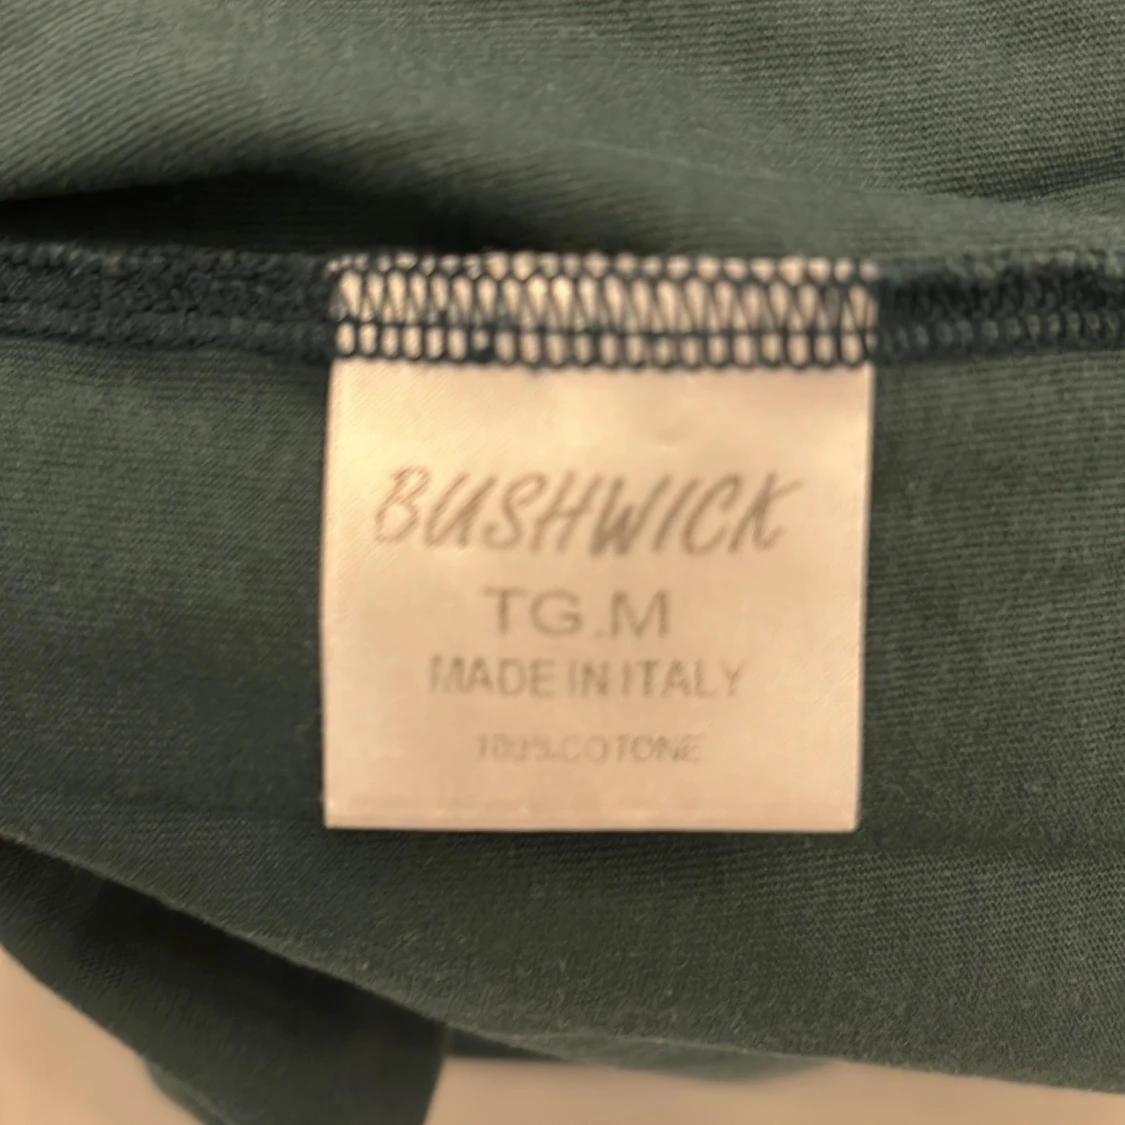 BUSHWICK
TG.M
MADE IN ITALY
100%COTONE